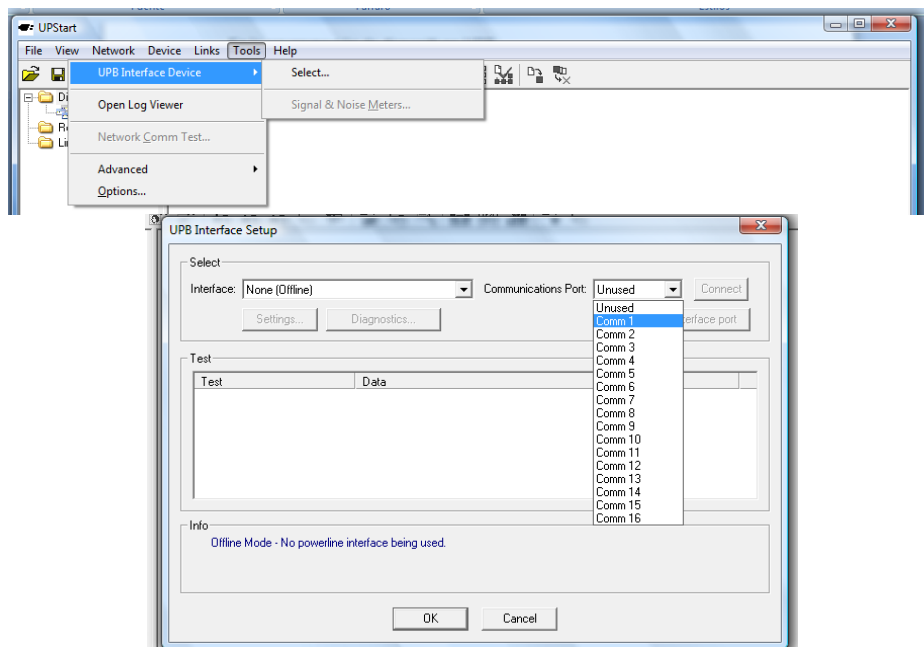 UPStart
File View Network Device Links Tools Help
UPB Interface Device
Select...
Open Log Viewer
Signal & Noise Meters...
Network Comm Test...
Advanced
Options...
UPB Interface Setup
Select
Interface: None (Offline) Communications Port: Unused Connect
Settings... Diagnostics... port
Unused
Comm 1
Comm 2
Comm 3
Comm 4
Comm 5
Comm 6
Comm 7
Comm 8
Comm 9
Comm 10
Comm 11
Comm 12
Comm 13
Comm 14
Comm 15
Comm 16
Test
Test Data
Info
Offline Mode - No powerline interface being used.
OK Cancel